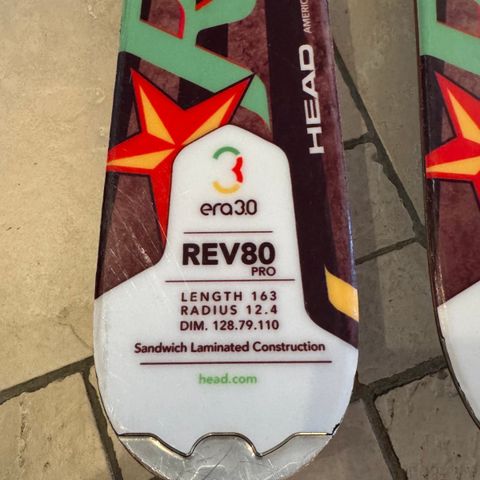 HEAD
AMERIC
era3.0
REV80
PRO
LENGTH 163
RADIUS 12.4
DIM. 128.79.110
Sandwich Laminated Construction
head.com